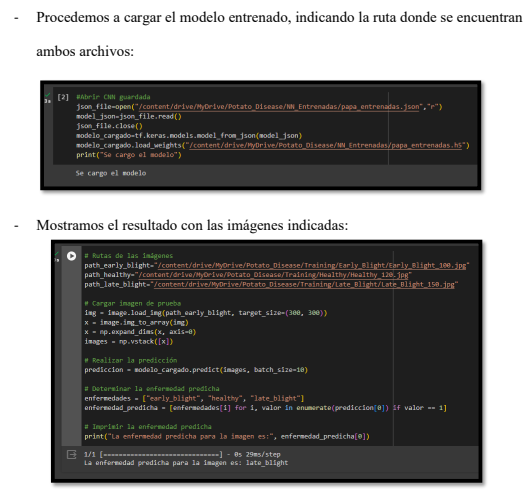 - Procedemos a cargar el modelo entrenado, indicando la ruta donde se encuentran
ambos archivos:
3s [2] #Abrir CNN guardada
json_file=open("/content/drive/MyDrive/Potato_Disease/NN_Entrenadas/papa_entrenadas.json","r")
model_json=json_file.read()
json_file.close()
modelo_cargado=tf.keras.models.model_from_json(model_json)
modelo_cargado.load_weights("/content/drive/MyDrive/Potato_Disease/NN_Entrenadas/papa_entrenadas.h5")
print("Se cargo el modelo")
Se cargo el modelo
- Mostramos el resultado con las imágenes indicadas:
# Rutas de las imágenes
path_early_blight="/content/drive/MyDrive/Potato_Disease/Training/Early_Blight/Early_Blight_100.jpg"
path_healthy="/content/drive/MyDrive/Potato_Disease/Training/Healthy/Healthy_120.jpg"
path_late_blight="/content/drive/MyDrive/Potato_Disease/Training/Late_Blight/Late_Blight_150.jpg"
# Cargar imagen de prueba
img = image.load_img(path_early_blight, target_size=(300, 300))
x = image.img_to_array(img)
x = np.expand_dims(x, axis=0)
images = np.vstack([x])
# Realizar la predicción
prediccion = modelo_cargado.predict(images, batch_size=10)
# Determinar la enfermedad predicha
enfermedades = ["early_blight", "healthy", "late_blight"]
enfermedad_predicha = [enfermedades[i] for i, valor in enumerate(prediccion[0]) if valor == 1]
# Imprimir la enfermedad predicha
print("La enfermedad predicha para la imagen es:", enfermedad_predicha[0])
1/1 [==============================] - 0s 29ms/step
La enfermedad predicha para la imagen es: late_blight